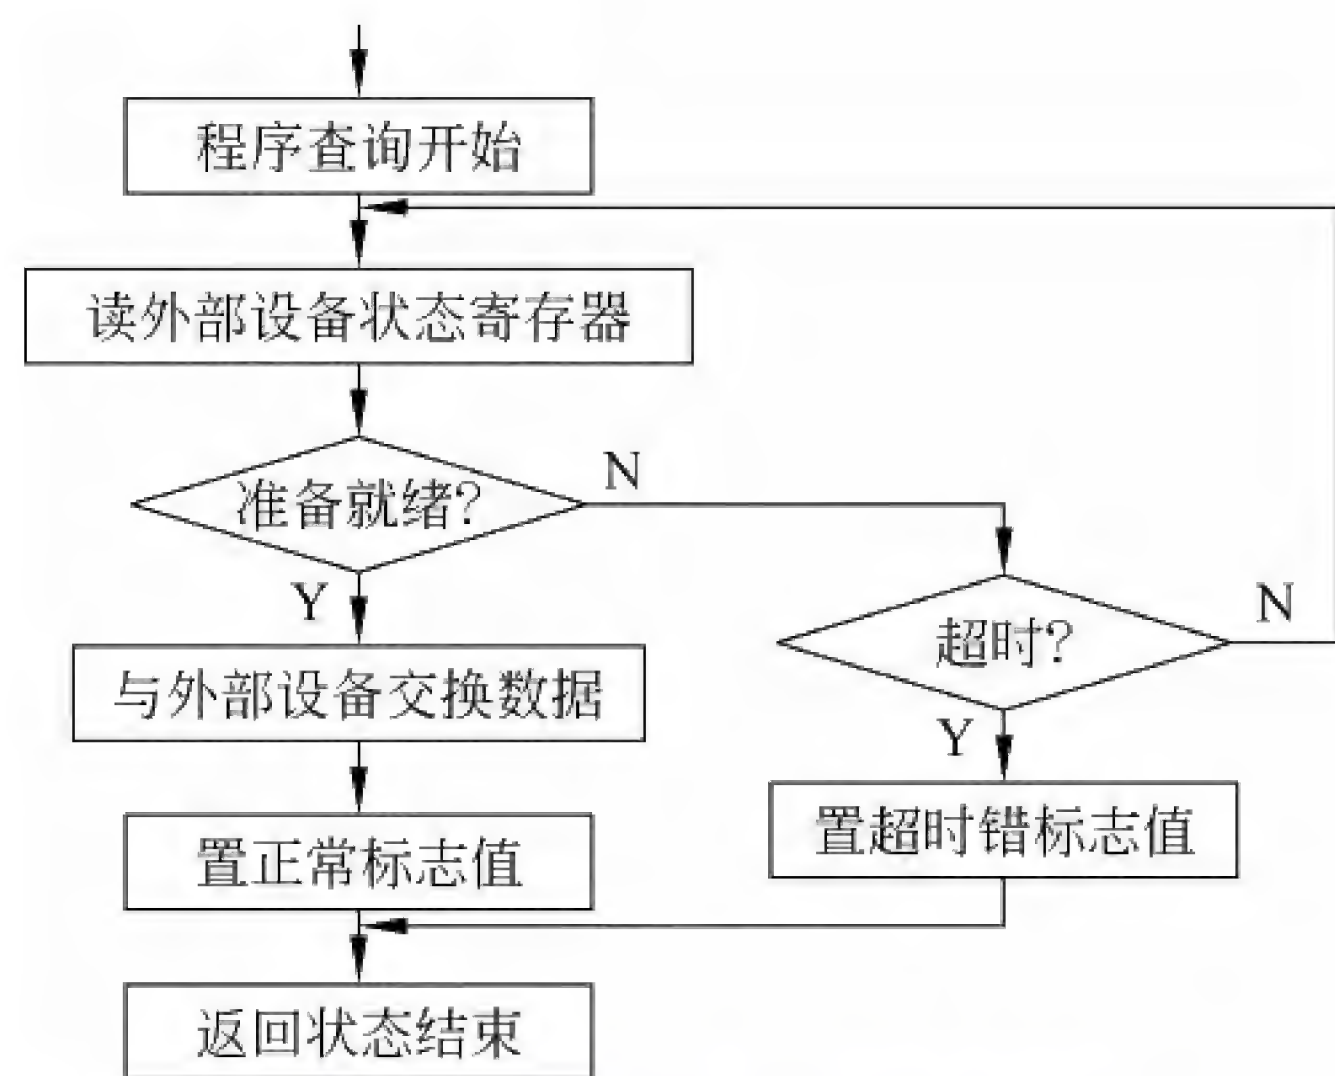 程序查询开始
读外部设备状态寄存器
准备就绪?
N
Y
超时?
N
与外部设备交换数据
Y
置超时错标志值
置正常标志值
返回状态结束